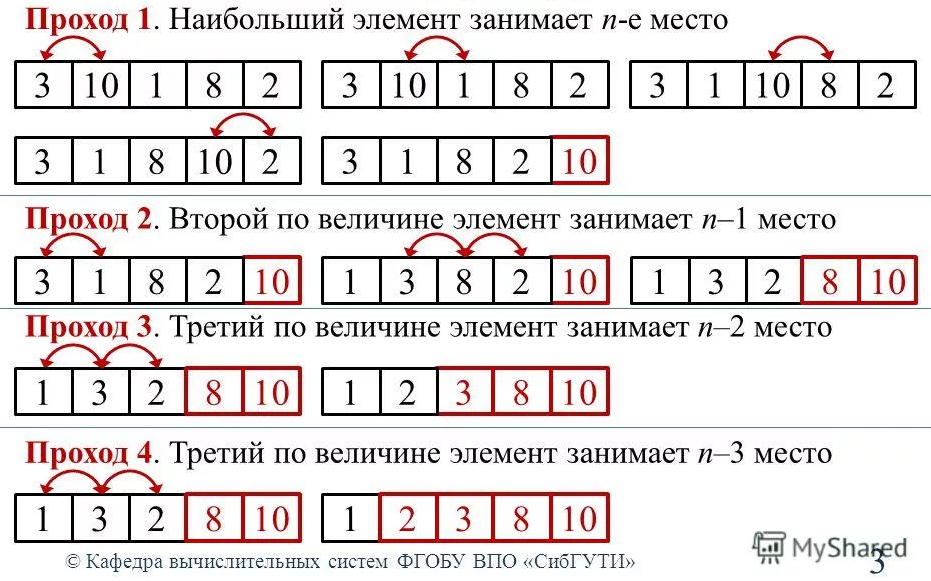 Проход 1. Наибольший элемент занимает n-е место
3 10 1 8 2 3 10 1 8 2 3 1 10 8 2
3 1 8 10 2 3 1 8 2 10
Проход 2. Второй по величине элемент занимает n–1 место
3 1 8 2 10 1 3 8 2 10 1 3 2 8 10
Проход 3. Третий по величине элемент занимает n–2 место
1 3 2 8 10 1 2 3 8 10
Проход 4. Третий по величине элемент занимает n–3 место
1 3 2 8 10 1 2 3 8 10
© Кафедра вычислительных систем ФГОБУ ВПО «СибГУТИ»
MyShared
3